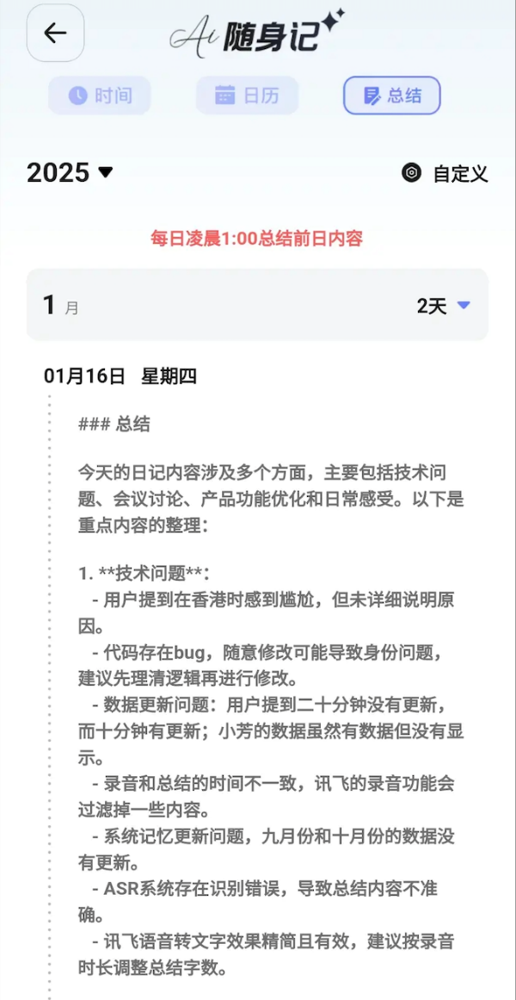 Ai 随身记
时间
日历
总结
2025
自定义
每日凌晨1:00总结前日内容
1 月
2天
01月16日 星期四
### 总结
今天的日记内容涉及多个方面，主要包括技术问
题、会议讨论、产品功能优化和日常感受。以下是
重点内容的整理：
1. **技术问题**：
- 用户提到在香港时感到尴尬，但未详细说明原
因。
- 代码存在bug，随意修改可能导致身份问题，
建议先理清逻辑再进行修改。
- 数据更新问题：用户提到二十分钟没有更新，
而十分钟有更新；小芳的数据虽然有数据但没有显
示。
- 录音和总结的时间不一致，讯飞的录音功能会
过滤掉一些内容。
- 系统记忆更新问题，九月份和十月份的数据没
有更新。
- ASR系统存在识别错误，导致总结内容不准
确。
- 讯飞语音转文字效果精简且有效，建议按录音
时长调整总结字数。